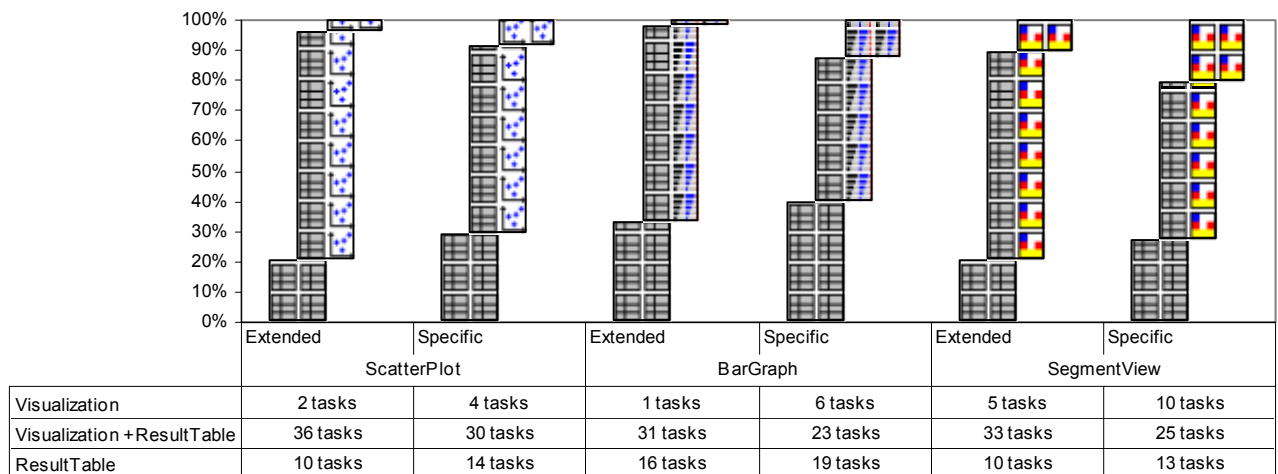 100%
90%
80%
70%
60%
50%
40%
30%
20%
10%
0%
Extended Specific Extended Specific Extended Specific
ScatterPlot BarGraph SegmentView
Visualization 2 tasks 4 tasks 1 tasks 6 tasks 5 tasks 10 tasks
Visualization +ResultTable 36 tasks 30 tasks 31 tasks 23 tasks 33 tasks 25 tasks
ResultTable 10 tasks 14 tasks 16 tasks 19 tasks 10 tasks 13 tasks